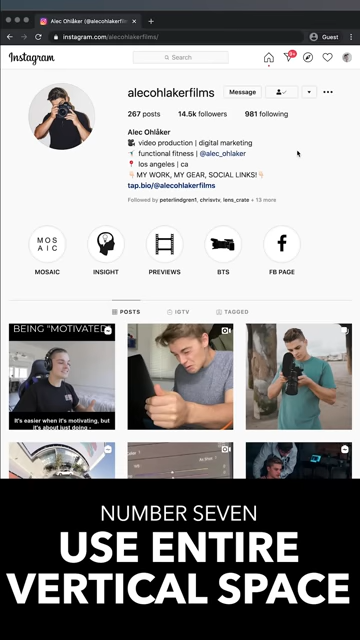 Alec Ohlåker (@alecohlakerfil
Guest
instagram.com/alecohlakerfilms/
Instagram
Search
alecohlakerfilms
Message
267 posts
14.5k followers
981 following
Alec Ohlåker
video production | digital marketing
functional fitness | @alec_ohlaker
los angeles | ca
MY WORK, MY GEAR, SOCIAL LINKS!
tap.bio/@alecohlakerfilms
Followed by peterlindgren1, chrisvtv, lens_crate + 13 more
MOS
AIC
MOSAIC
INSIGHT
PREVIEWS
BTS
FB PAGE
POSTS
IGTV
TAGGED
BEING "MOTIVATED
It's easier when it's motivating, but
it's about just doing -
NUMBER SEVEN
USE ENTIRE
VERTICAL SPACE